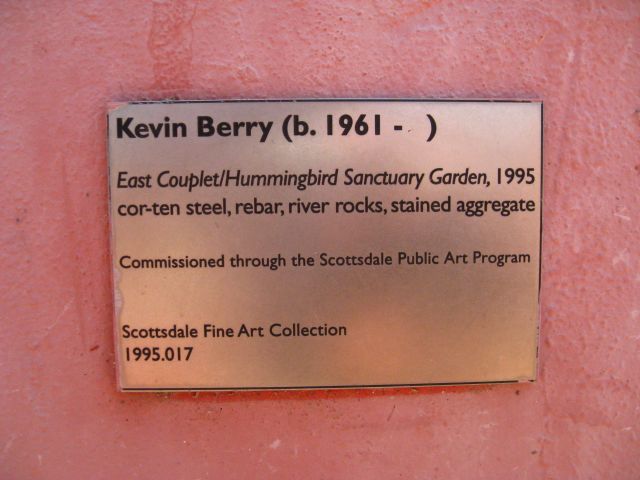 Kevin Berry (b. 1961 -   )
East Couplet/Hummingbird Sanctuary Garden, 1995
cor-ten steel, rebar, river rocks, stained aggregate
Commissioned through the Scottsdale Public Art Program
Scottsdale Fine Art Collection
1995.017